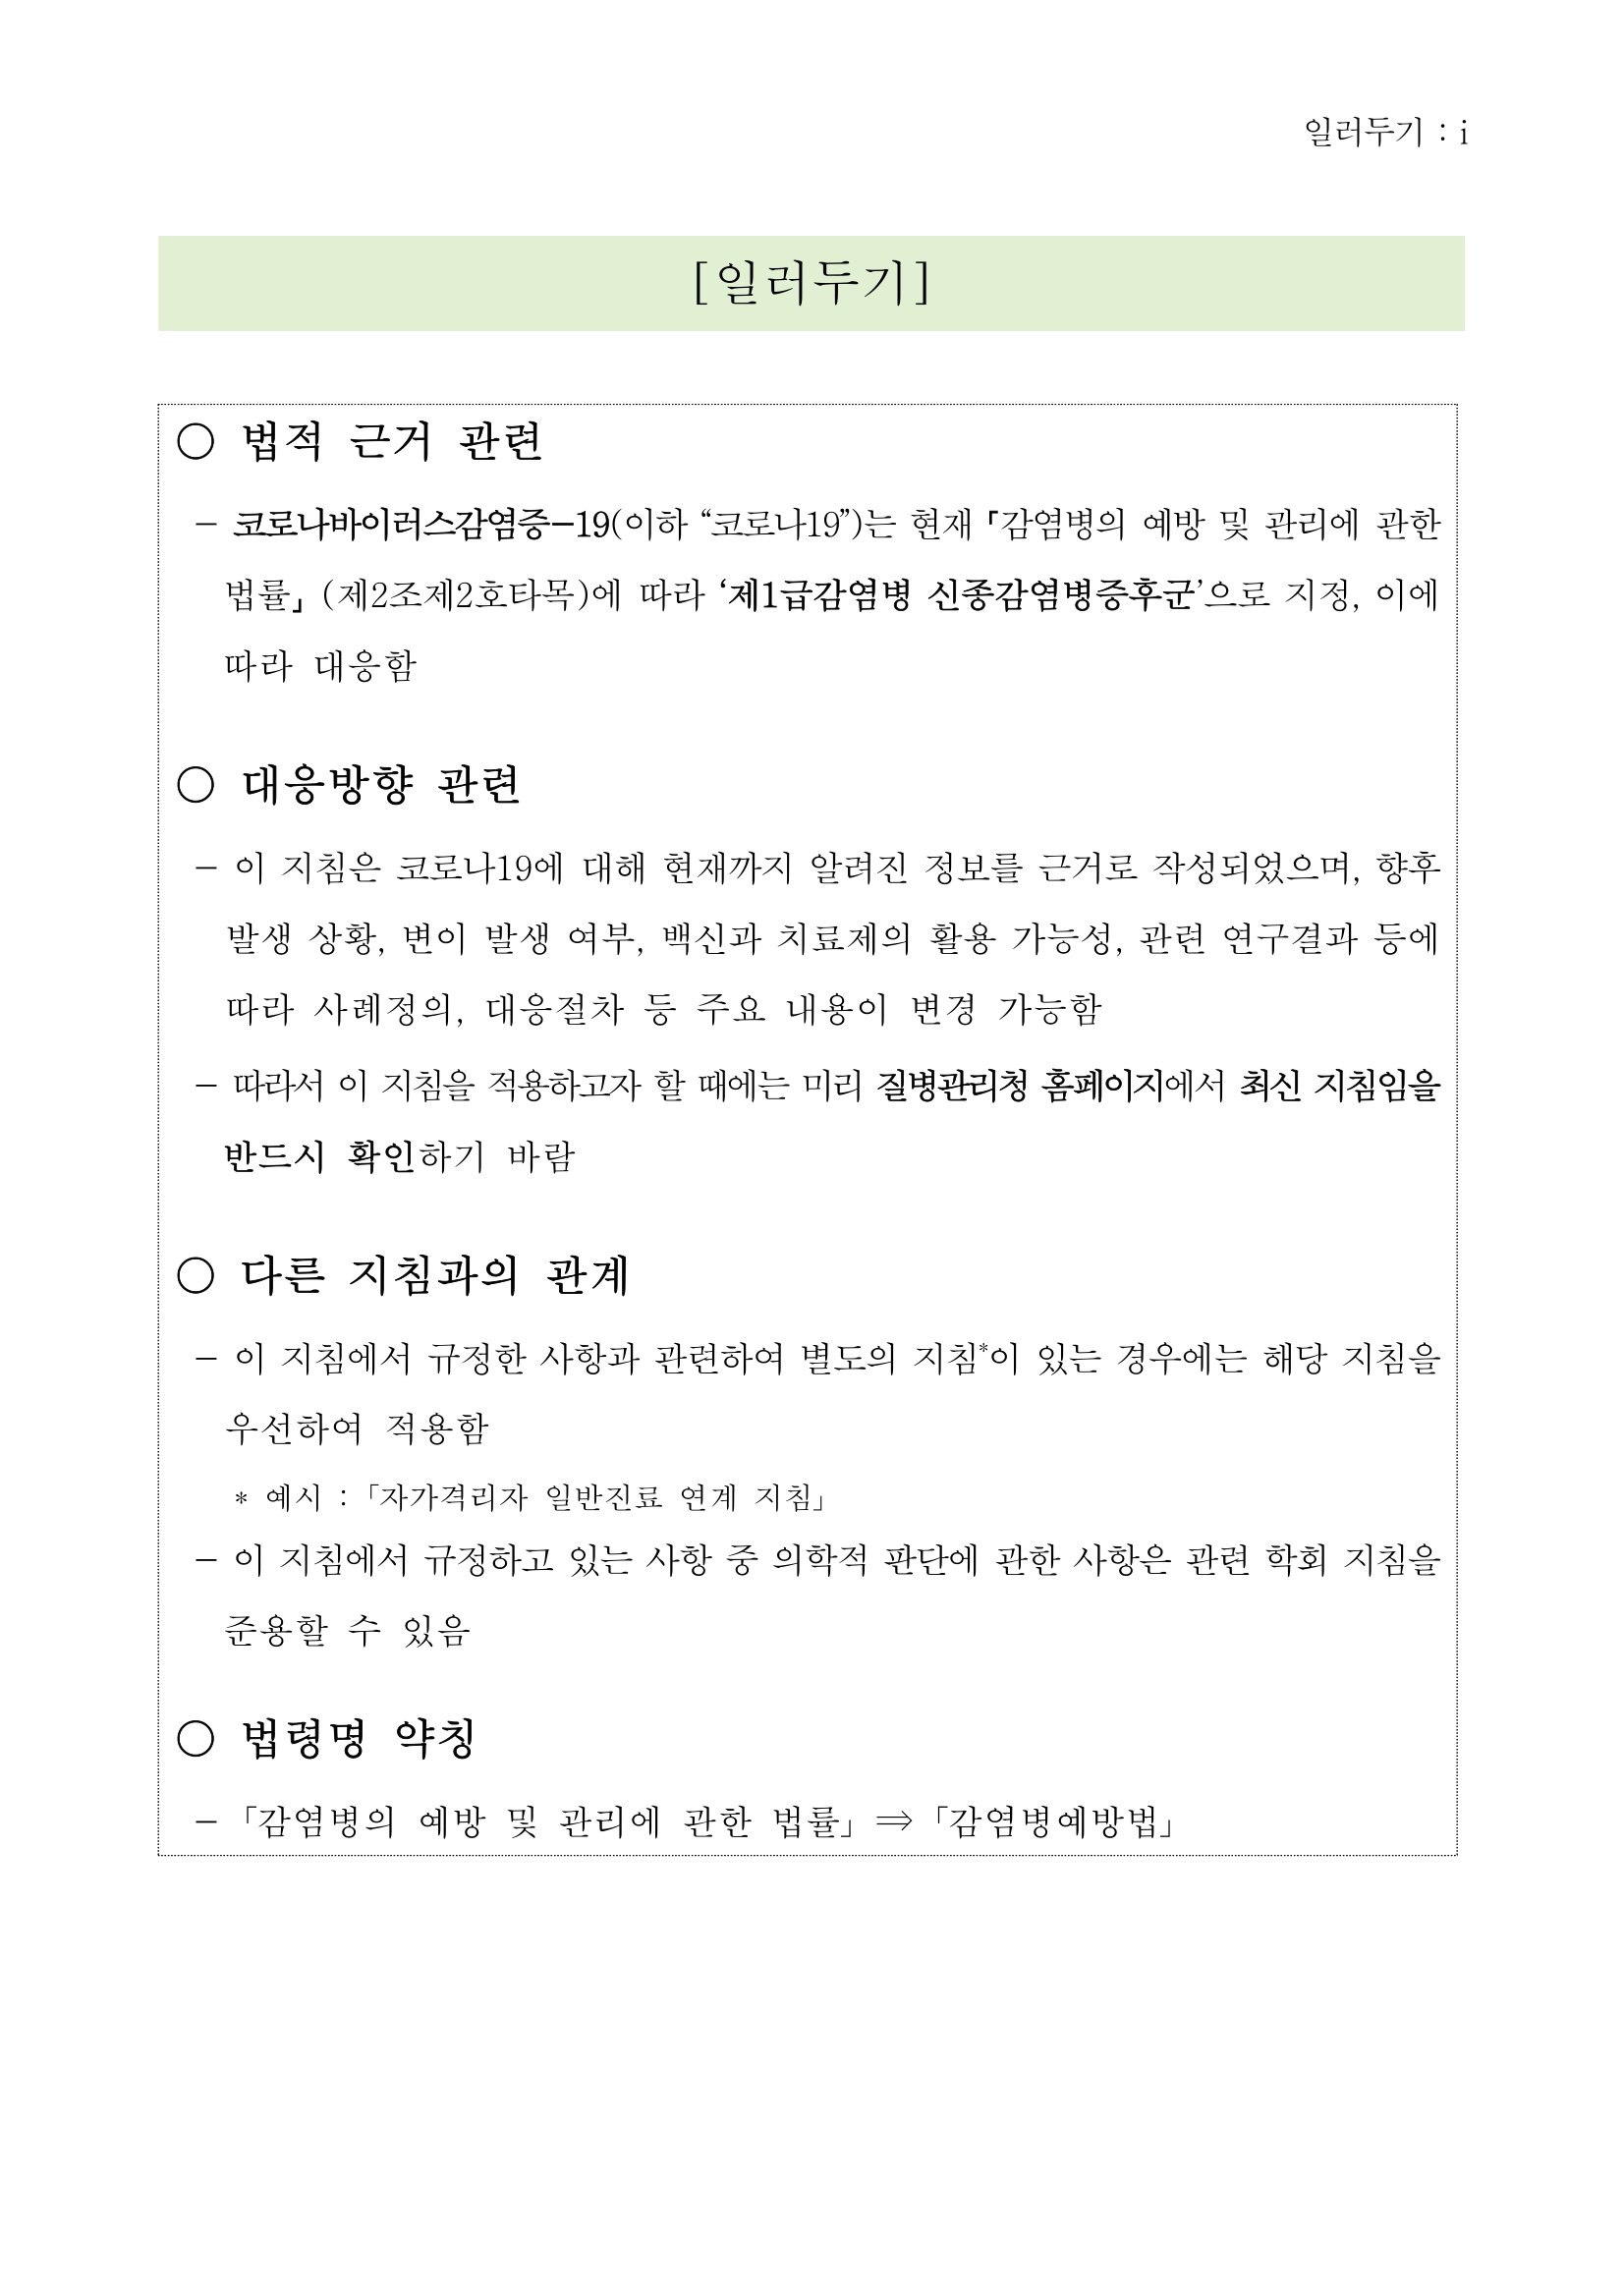 일러두기 : i
[일러두기]
○ 법적 근거 관련
- 코로나바이러스감염증-19(이하 “코로나19”)는 현재 「감염병의 예방 및 관리에 관한
법률」 (제2조제2호타목)에 따라 ‘제1급감염병 신종감염병증후군’으로 지정, 이에
따라 대응함
○ 대응방향 관련
- 이 지침은 코로나19에 대해 현재까지 알려진 정보를 근거로 작성되었으며, 향후
발생 상황, 변이 발생 여부, 백신과 치료제의 활용 가능성, 관련 연구결과 등에
따라 사례정의, 대응절차 등 주요 내용이 변경 가능함
- 따라서 이 지침을 적용하고자 할 때에는 미리 질병관리청 홈페이지에서 최신 지침임을
반드시 확인하기 바람
○ 다른 지침과의 관계
- 이 지침에서 규정한 사항과 관련하여 별도의 지침*이 있는 경우에는 해당 지침을
우선하여 적용함
* 예시 : 「자가격리자 일반진료 연계 지침」
- 이 지침에서 규정하고 있는 사항 중 의학적 판단에 관한 사항은 관련 학회 지침을
준용할 수 있음
○ 법령명 약칭
- 「감염병의 예방 및 관리에 관한 법률」 ⇒ 「감염병예방법」